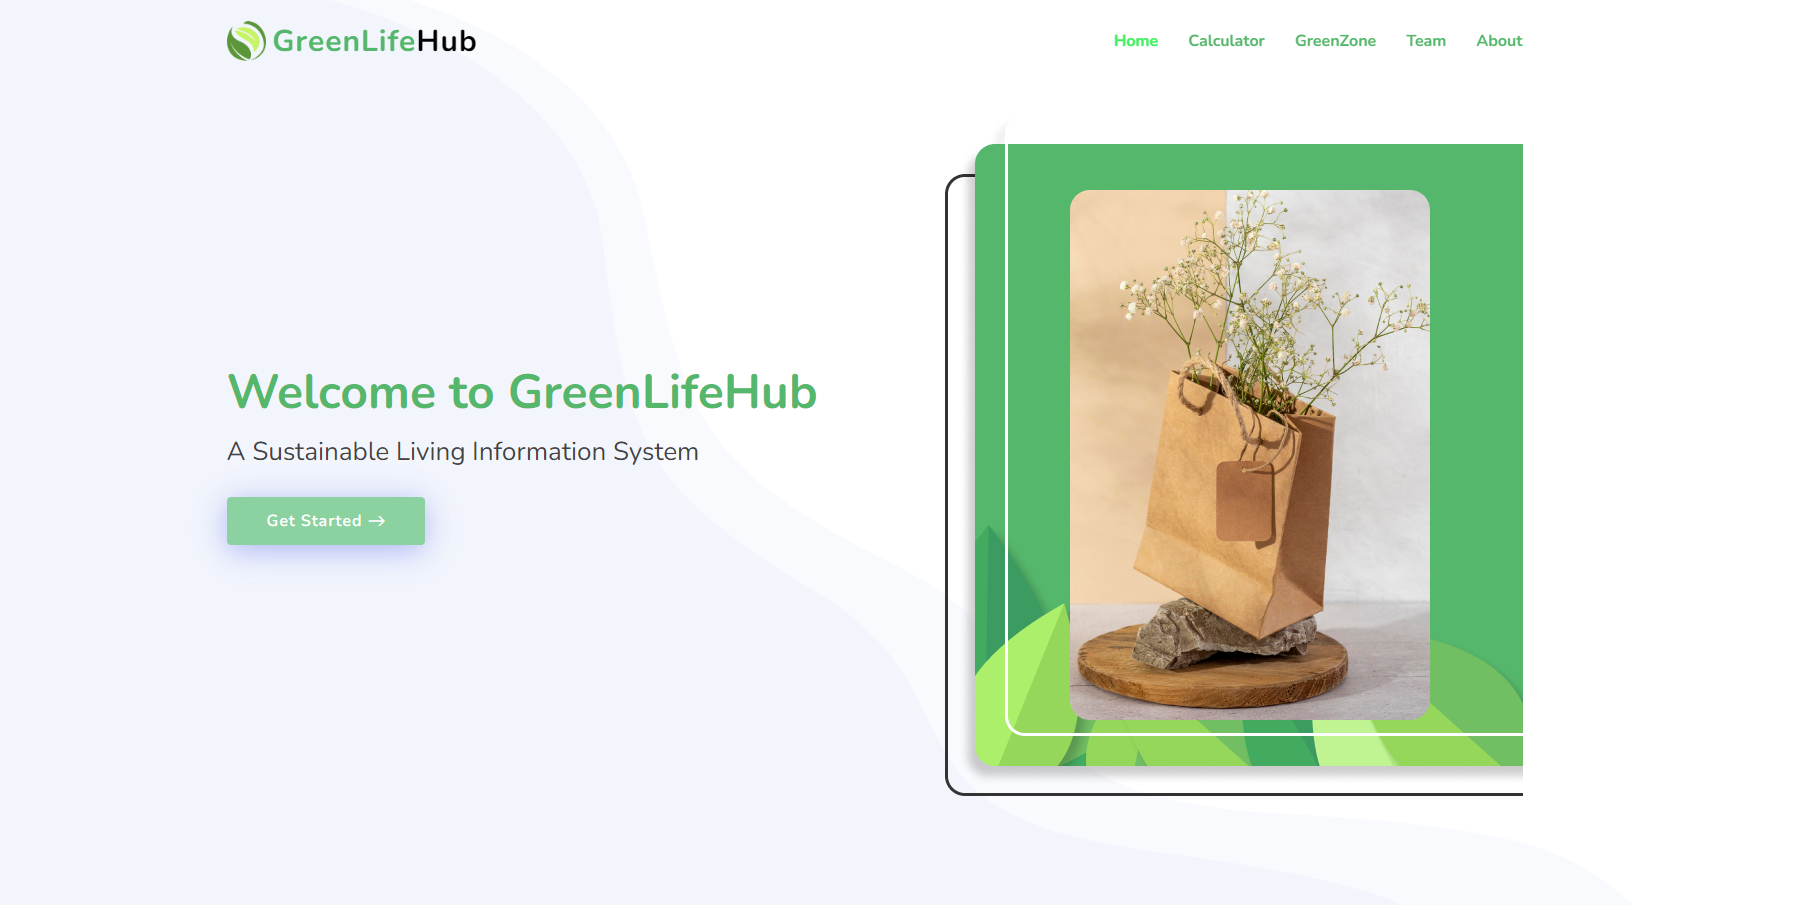 GreenLifeHub
Home Calculator GreenZone Team About
Welcome to GreenLifeHub
A Sustainable Living Information System
Get Started →